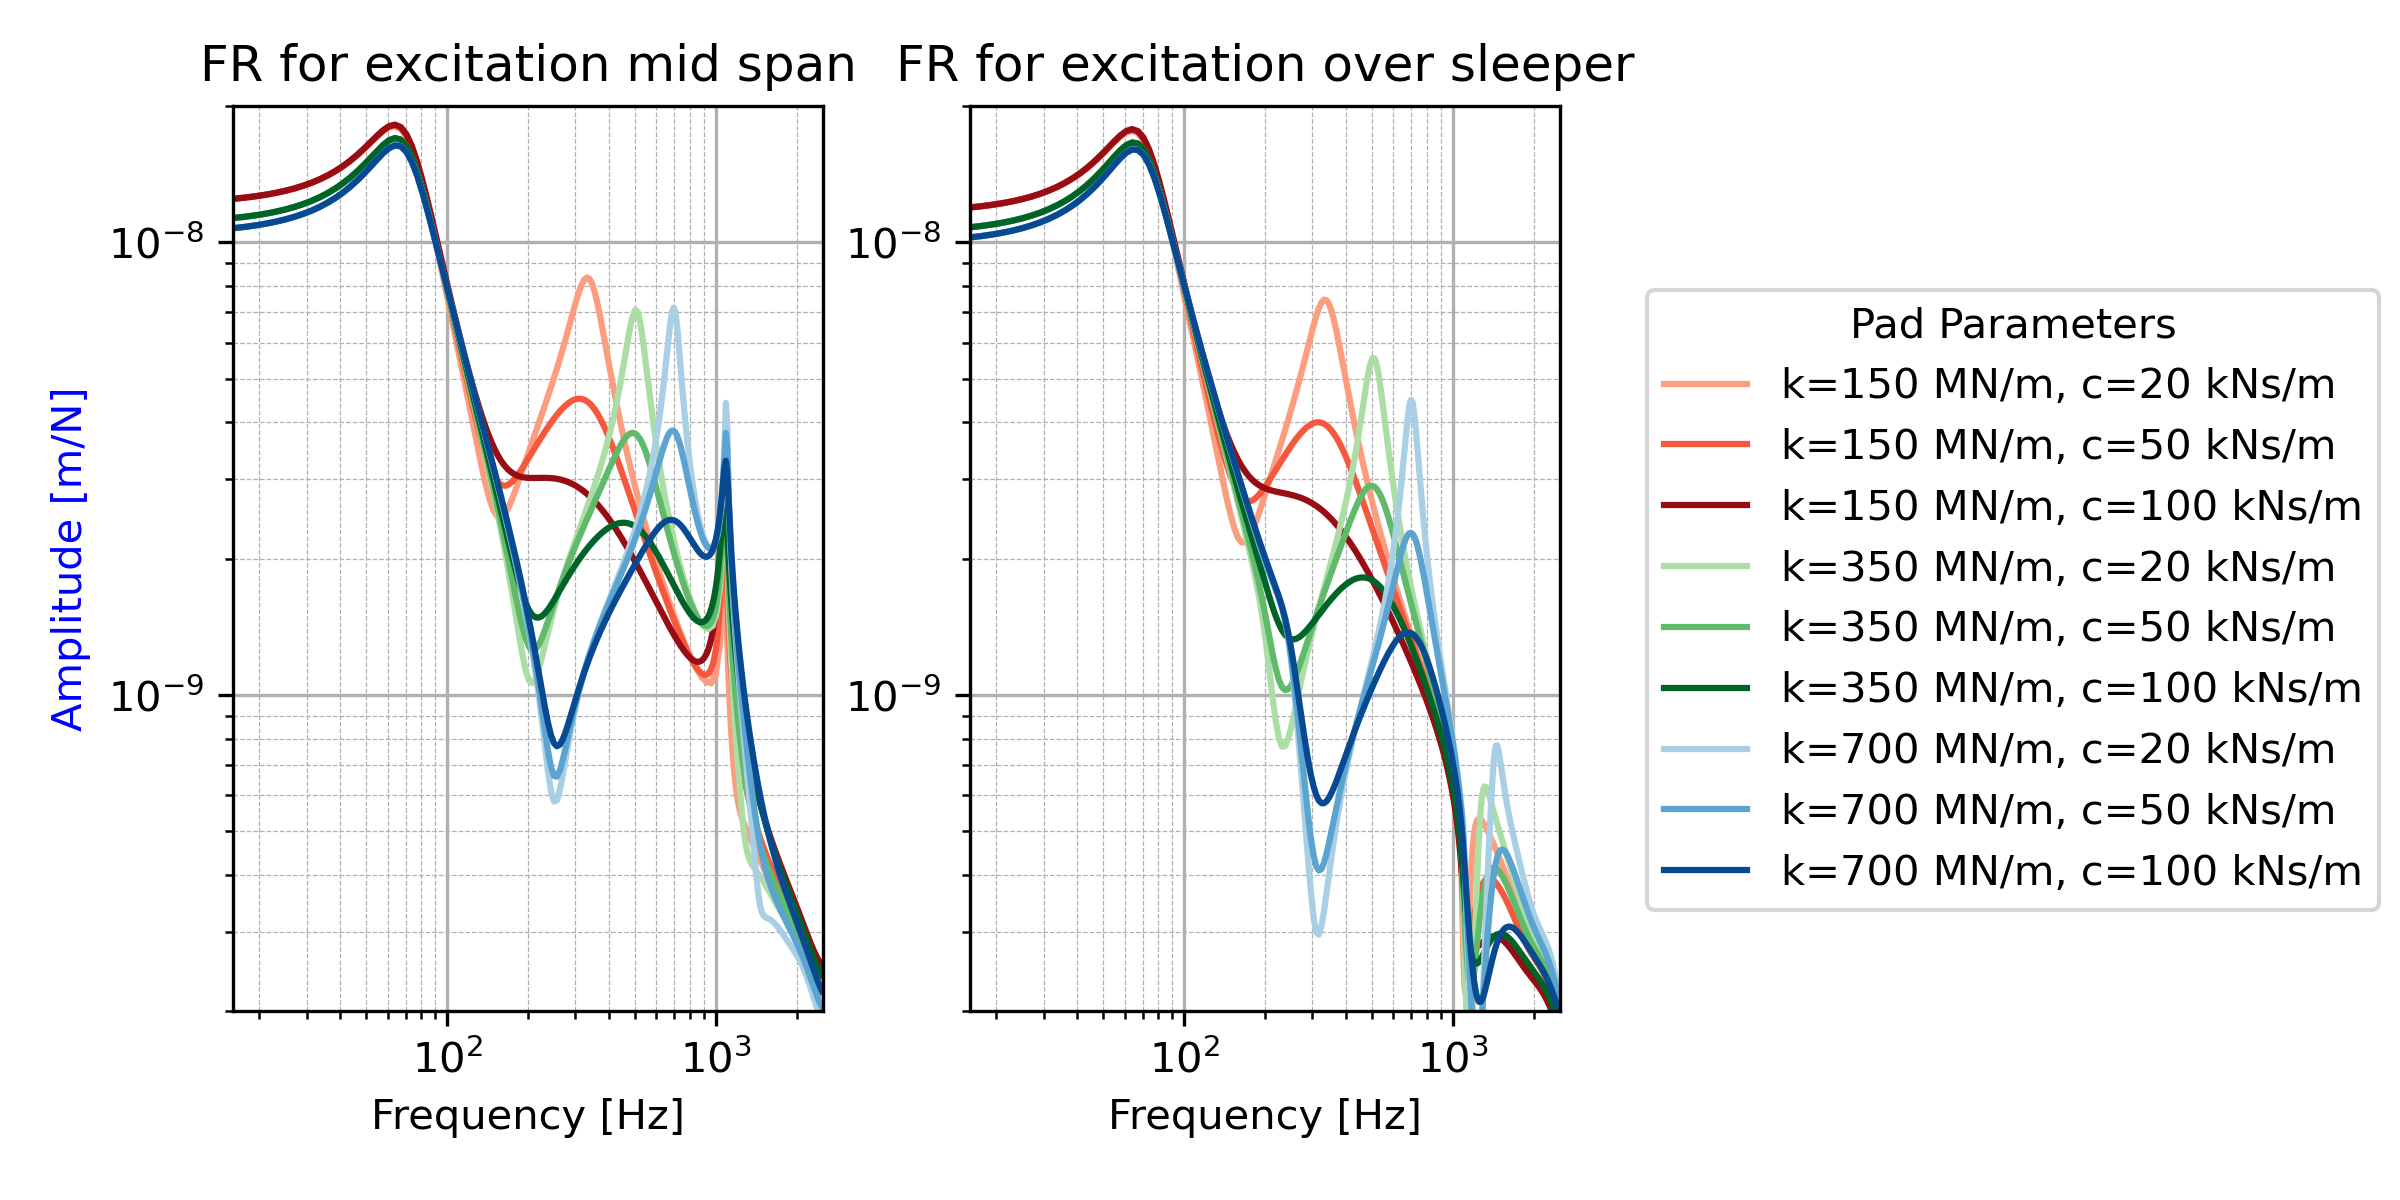 FR for excitation mid span
FR for excitation over sleeper
Amplitude [m/N]
10⁻⁸
10⁻⁹
10²
10³
Frequency [Hz]
10⁻⁸
10⁻⁹
10²
10³
Frequency [Hz]
Pad Parameters
k=150 MN/m, c=20 kNs/m
k=150 MN/m, c=50 kNs/m
k=150 MN/m, c=100 kNs/m
k=350 MN/m, c=20 kNs/m
k=350 MN/m, c=50 kNs/m
k=350 MN/m, c=100 kNs/m
k=700 MN/m, c=20 kNs/m
k=700 MN/m, c=50 kNs/m
k=700 MN/m, c=100 kNs/m